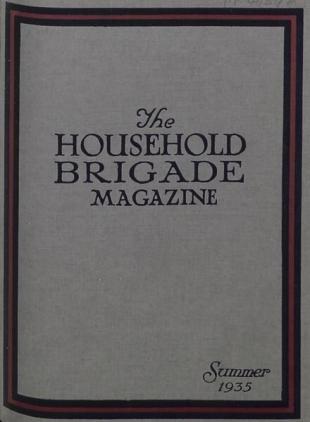 The
HOUSEHOLD
BRIGADE
MAGAZINE
Summer
1935